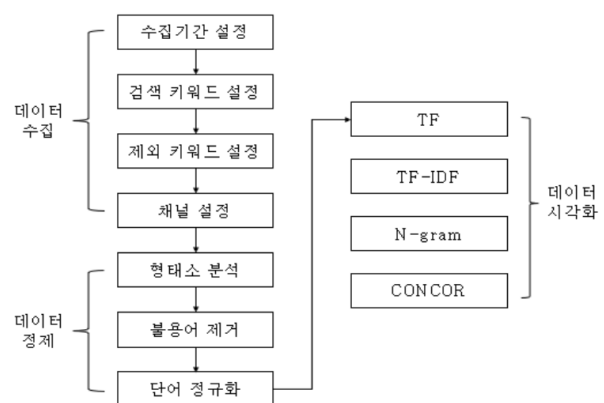 수집기간 설정
검색 키워드 설정
제외 키워드 설정
채널 설정
데이터
수집
형태소 분석
불용어 제거
단어 정규화
데이터
정제
TF
TF-IDF
N-gram
CONCOR
데이터
시각화